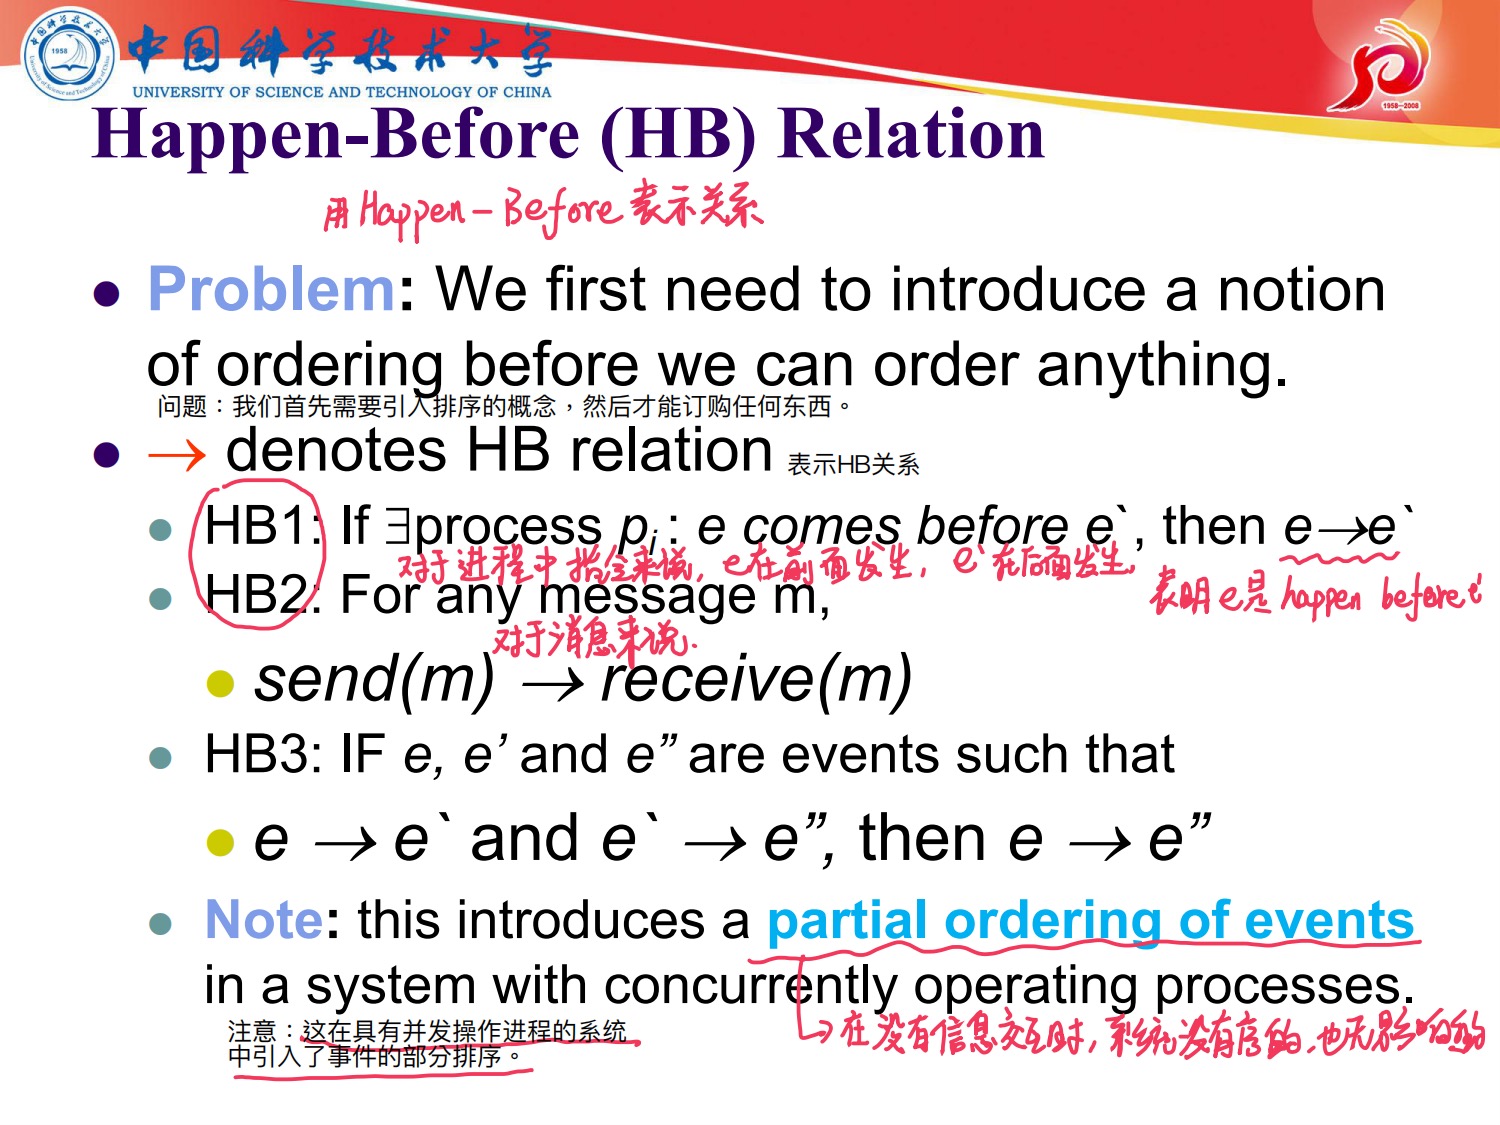 中国科学技术大学
UNIVERSITY OF SCIENCE AND TECHNOLOGY OF CHINA
1958
1958-2008
Happen-Before (HB) Relation
用 Happen-Before 表示关系
Problem: We first need to introduce a notion
of ordering before we can order anything.
问题：我们首先需要引入排序的概念，然后才能订购任何东西。
→ denotes HB relation 表示HB关系
HB1: If ∃process pi : e comes before e`, then e→e`
对于进程中指令来说，e在前面发生，e`在后面发生，
表明e是 happen before e`
HB2: For any message m,
对于消息来说.
send(m) → receive(m)
HB3: IF e, e’ and e” are events such that
e → e` and e` → e”, then e → e”
Note: this introduces a partial ordering of events
in a system with concurrently operating processes.
注意：这在具有并发操作进程的系统
中引入了事件的部分排序。
→在没有信息交互时，系统没有序的，也无影响的